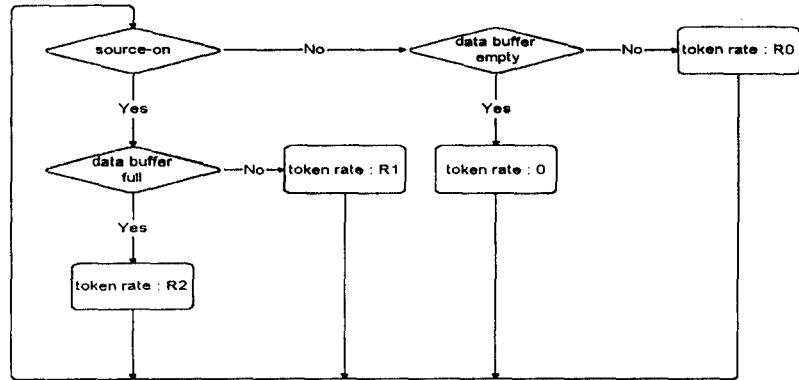 source-on
No
data buffer
empty
No
token rate : R0
Yes
Yes
data buffer
full
No
token rate : R1
token rate : 0
Yes
token rate : R2